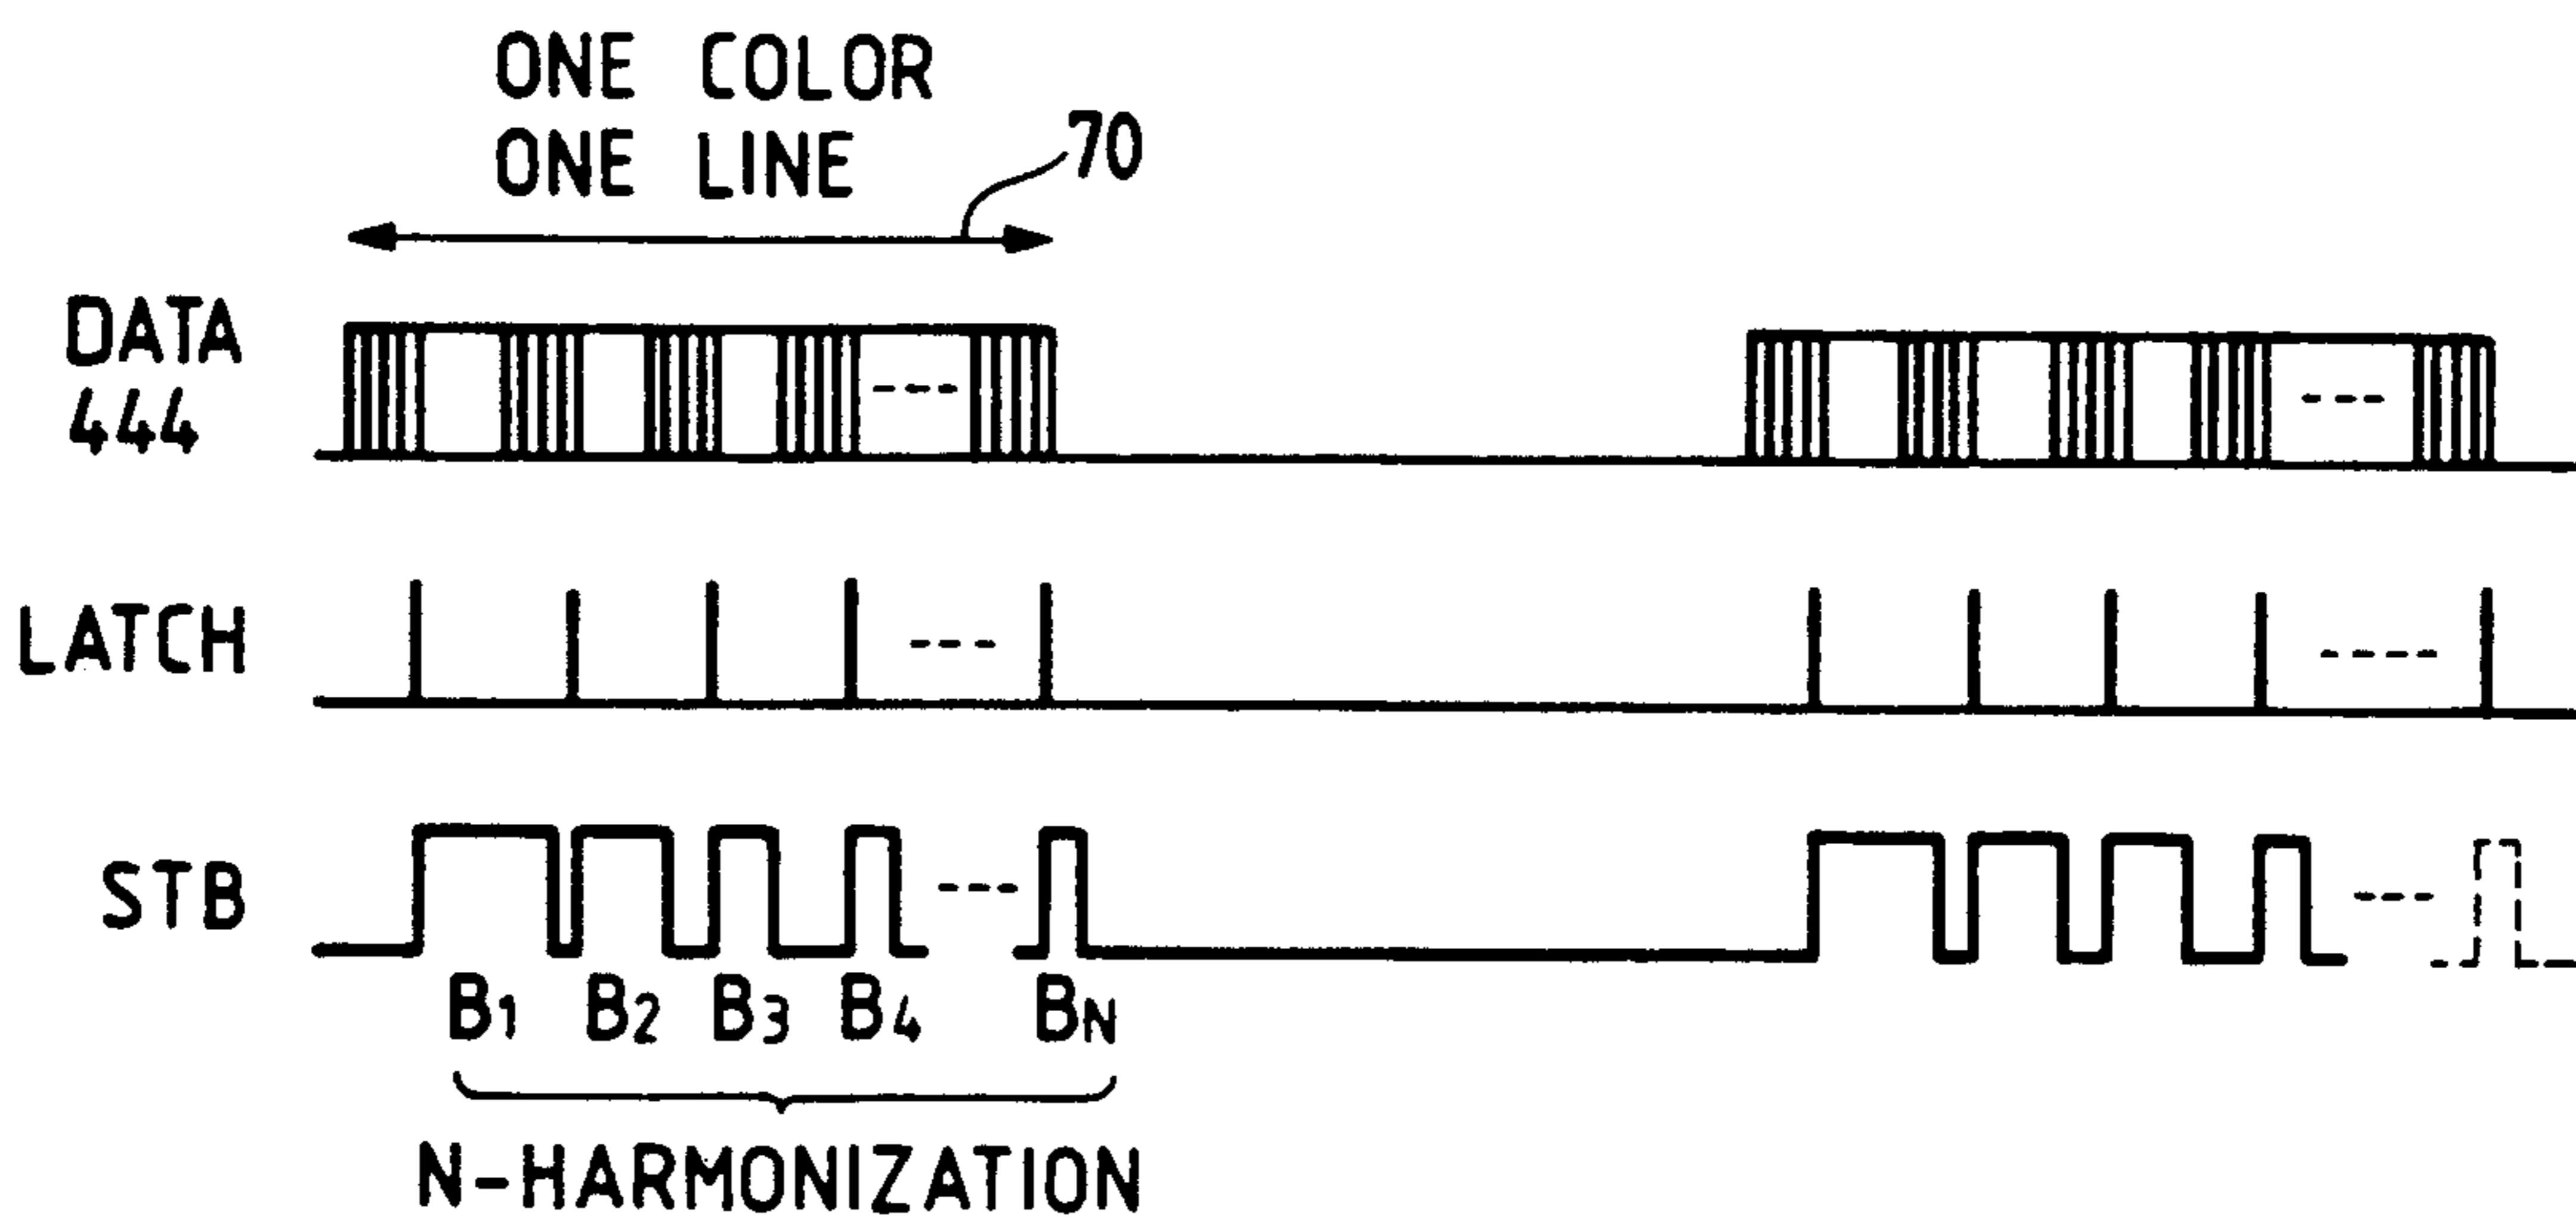 ONE COLOR
ONE LINE
70
DATA
444
LATCH
STB
B1 B2 B3 B4 BN
N-HARMONIZATION